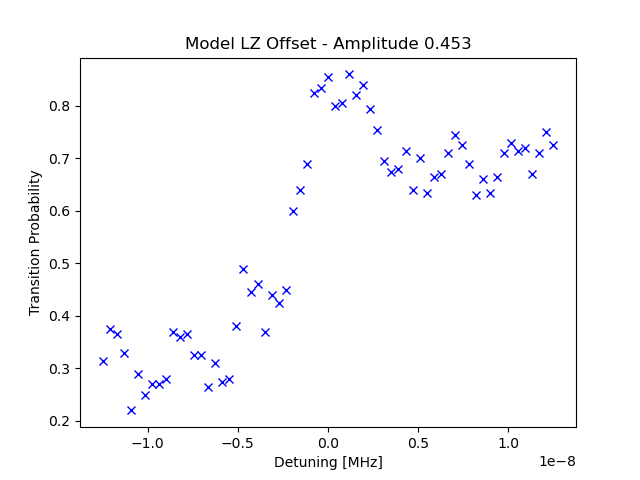 Model LZ Offset - Amplitude 0.453
Transition Probability
0.8
0.7
0.6
0.5
0.4
0.3
0.2
−1.0 −0.5 0.0 0.5 1.0
1e−8
Detuning [MHz]